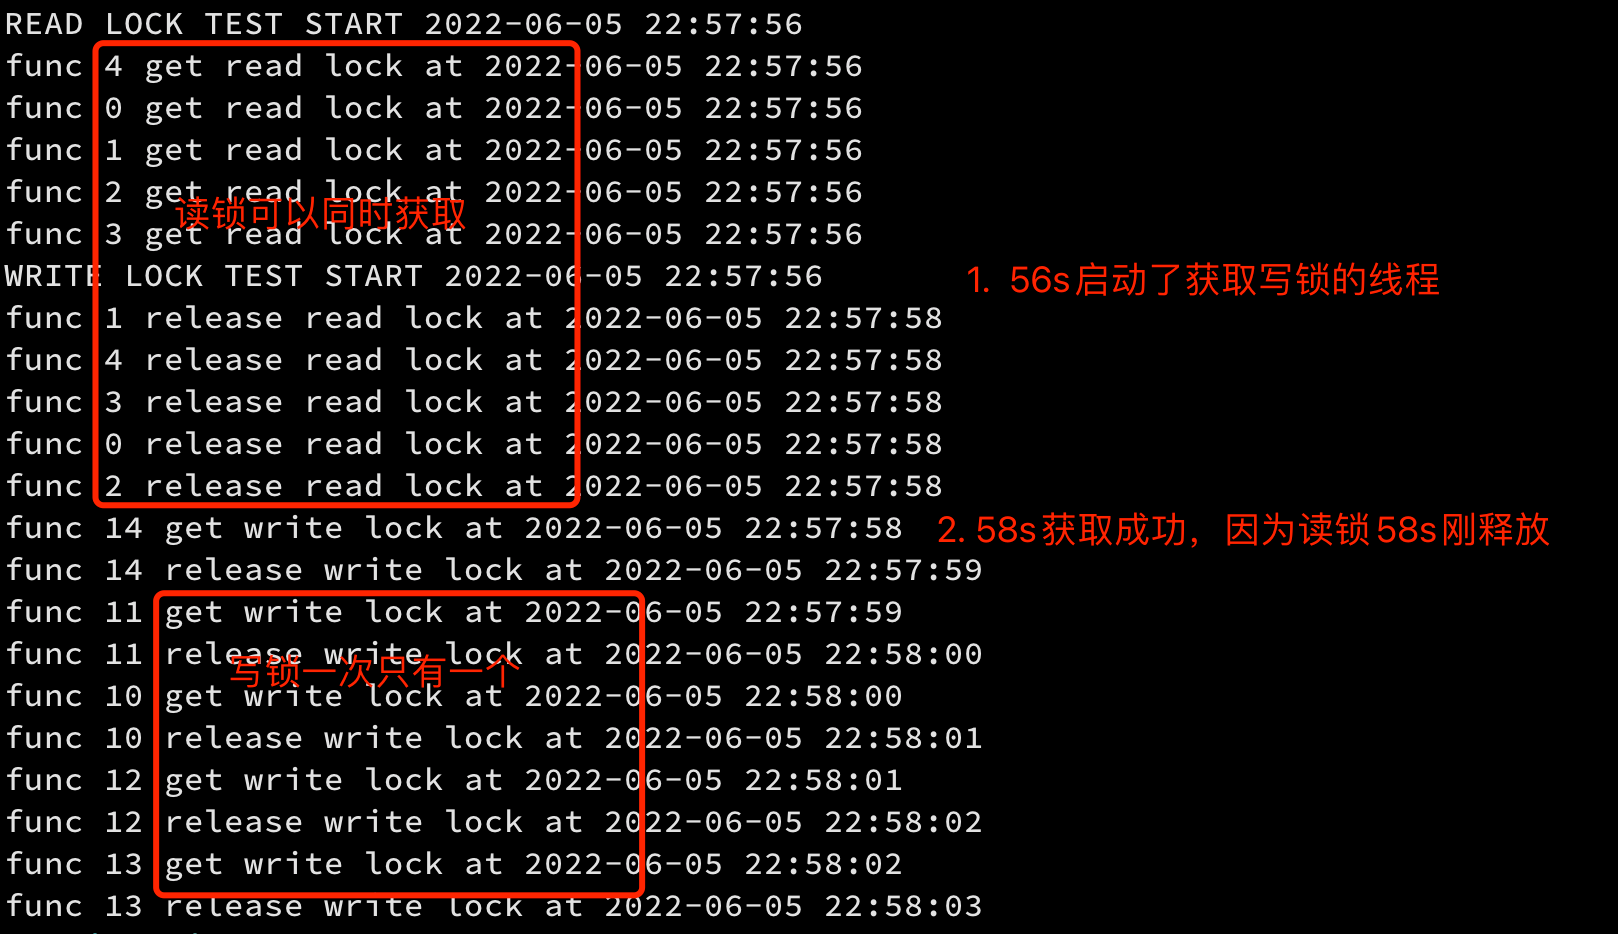 READ LOCK TEST START 2022-06-05 22:57:56
func 4 get read lock at 2022-06-05 22:57:56
func 0 get read lock at 2022-06-05 22:57:56
func 1 get read lock at 2022-06-05 22:57:56
func 2 get read lock at 2022-06-05 22:57:56
读锁可以同时获取
func 3 get read lock at 2022-06-05 22:57:56
WRITE LOCK TEST START 2022-06-05 22:57:56
1. 56s启动了获取写锁的线程
func 1 release read lock at 2022-06-05 22:57:58
func 4 release read lock at 2022-06-05 22:57:58
func 3 release read lock at 2022-06-05 22:57:58
func 0 release read lock at 2022-06-05 22:57:58
func 2 release read lock at 2022-06-05 22:57:58
func 14 get write lock at 2022-06-05 22:57:58
2. 58s获取成功，因为读锁58s刚释放
func 14 release write lock at 2022-06-05 22:57:59
func 11 get write lock at 2022-06-05 22:57:59
func 11 release write lock at 2022-06-05 22:58:00
写锁一次只有一个
func 10 get write lock at 2022-06-05 22:58:00
func 10 release write lock at 2022-06-05 22:58:01
func 12 get write lock at 2022-06-05 22:58:01
func 12 release write lock at 2022-06-05 22:58:02
func 13 get write lock at 2022-06-05 22:58:02
func 13 release write lock at 2022-06-05 22:58:03